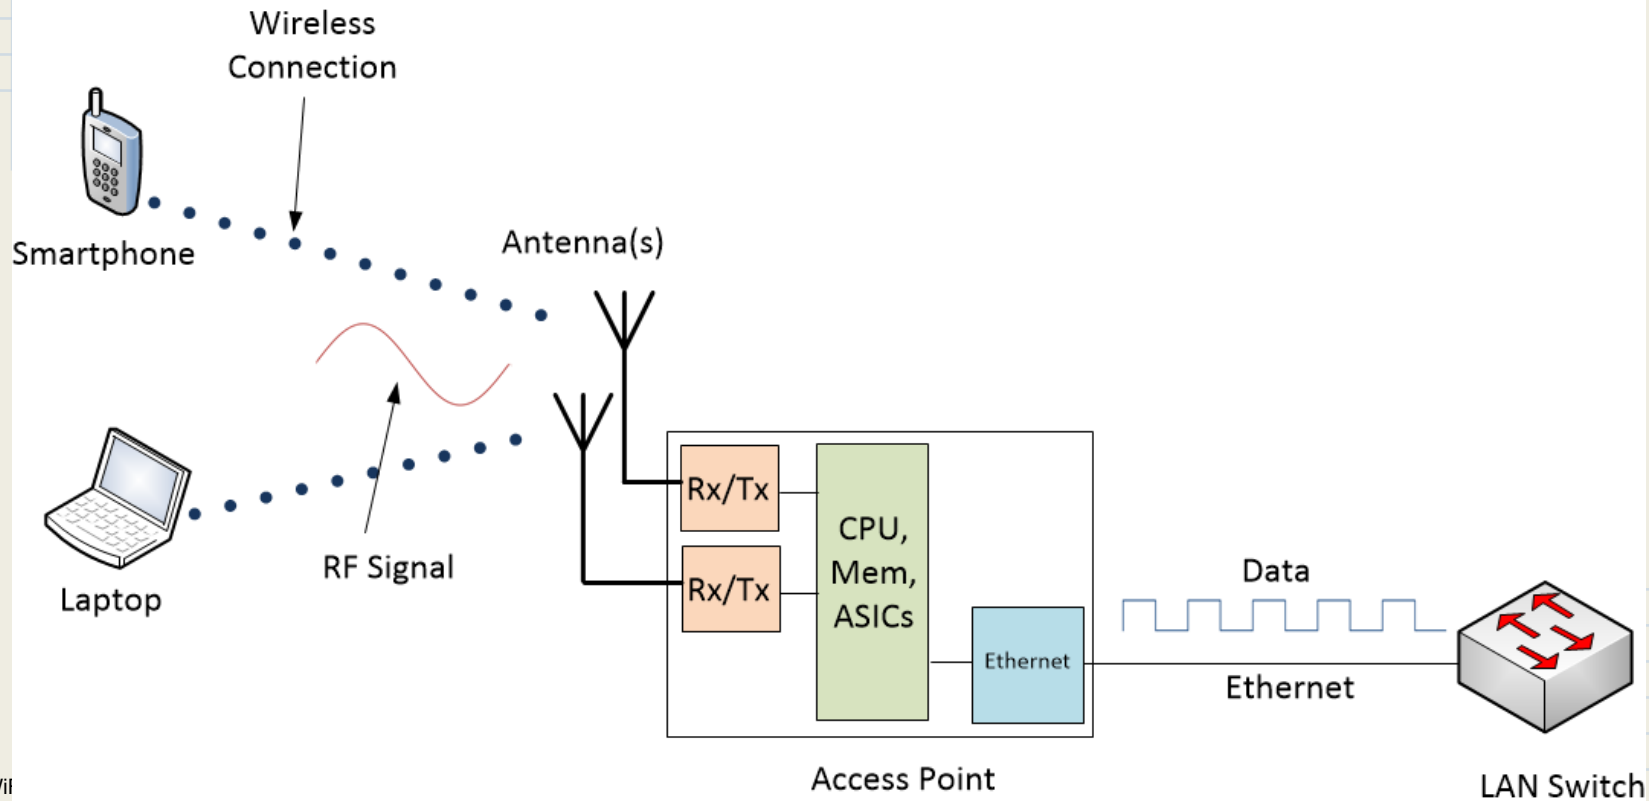 Wireless
Connection
Smartphone
Antenna(s)
Rx/Tx
Rx/Tx
CPU,
Mem,
ASICs
Ethernet
RF Signal
Laptop
Data
Ethernet
Access Point
LAN Switch